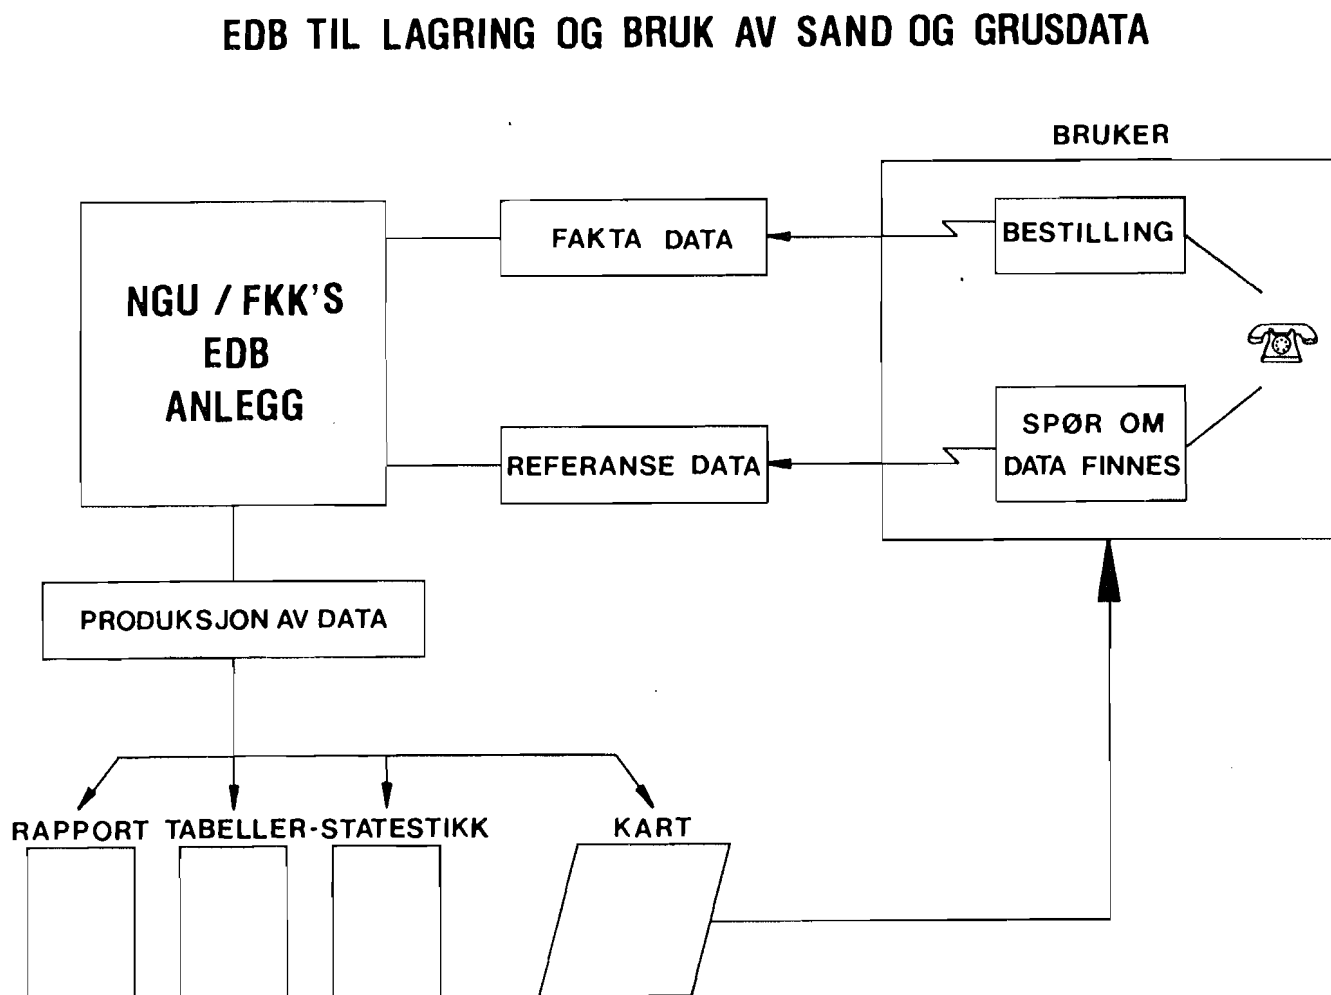 EDB TIL LAGRING OG BRUK AV SAND OG GRUSDATA
BRUKER
NGU / FKK'S
EDB
ANLEGG
FAKTA DATA
BESTILLING
REFERANSE DATA
SPØR OM
DATA FINNES
PRODUKSJON AV DATA
RAPPORT TABELLER-STATESTIKK KART